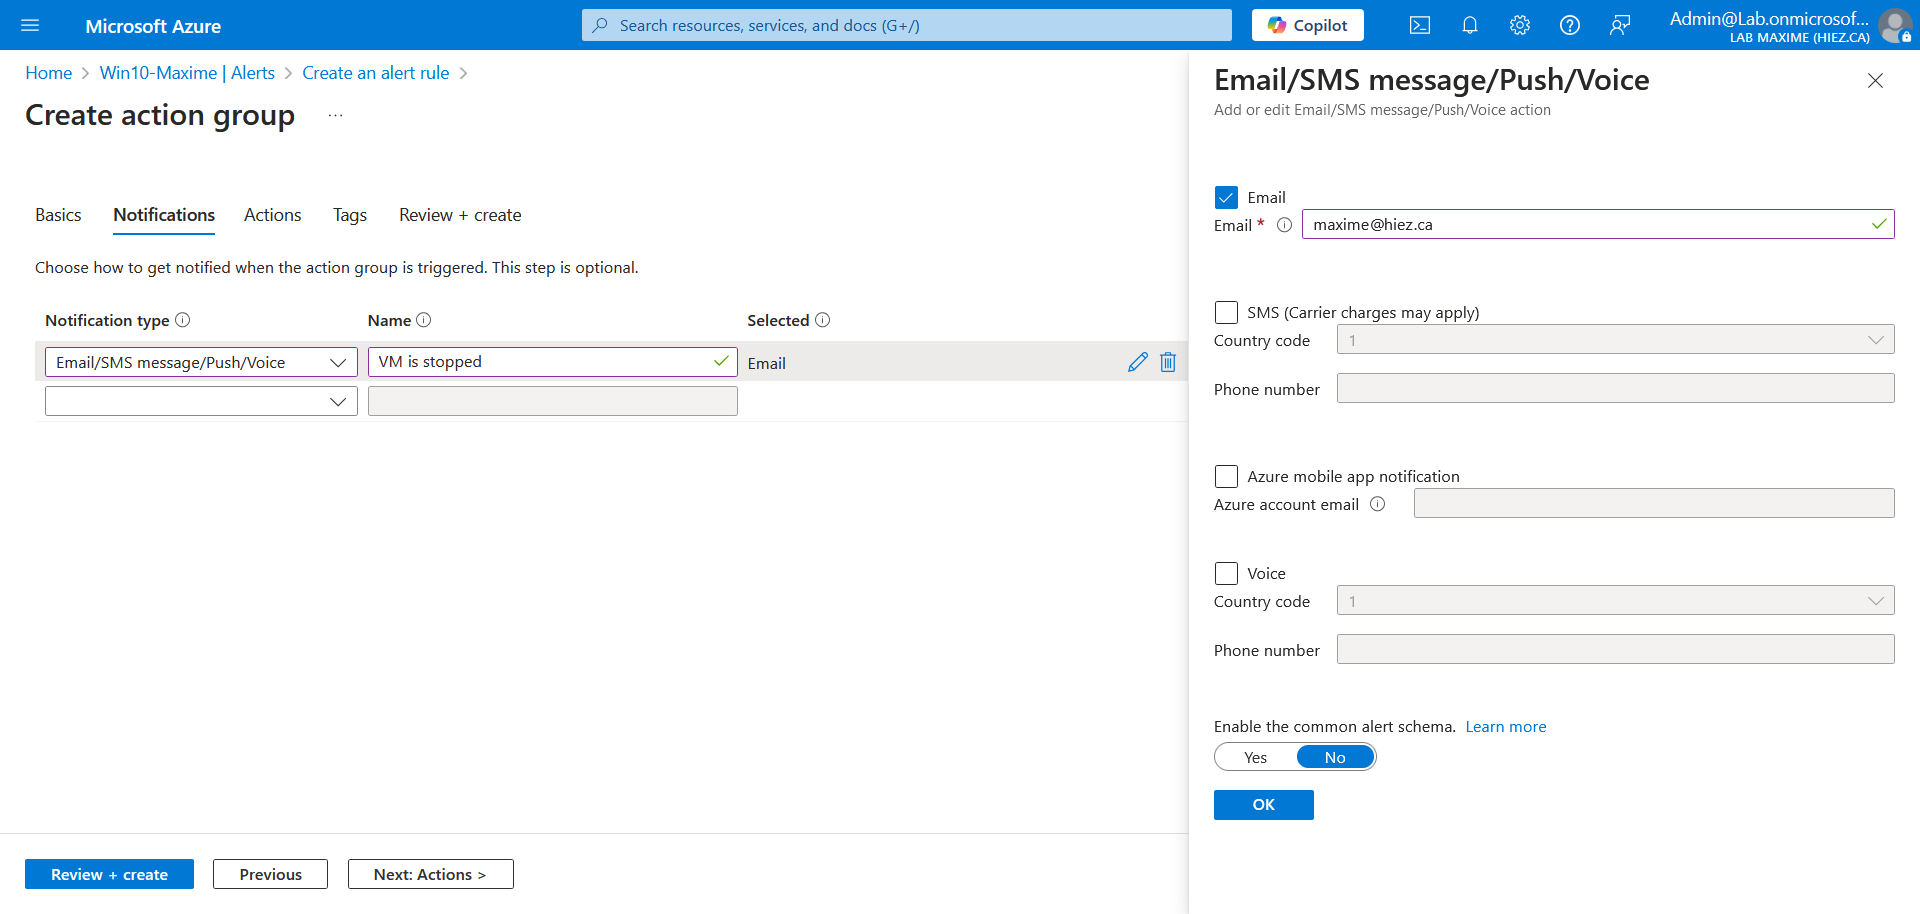 Microsoft Azure
Search resources, services, and docs (G+/)
Copilot
Admin@Lab.onmicrosof...
LAB MAXIME (HIEZ.CA)
Home > Win10-Maxime | Alerts > Create an alert rule >
Create action group ...
Basics Notifications Actions Tags Review + create
Choose how to get notified when the action group is triggered. This step is optional.
Notification type Name Selected
Email/SMS message/Push/Voice VM is stopped Email
Review + create Previous Next: Actions >
Email/SMS message/Push/Voice
Add or edit Email/SMS message/Push/Voice action
Email
Email * maxime@hiez.ca
SMS (Carrier charges may apply)
Country code 1
Phone number
Azure mobile app notification
Azure account email
Voice
Country code 1
Phone number
Enable the common alert schema. Learn more
Yes No
OK